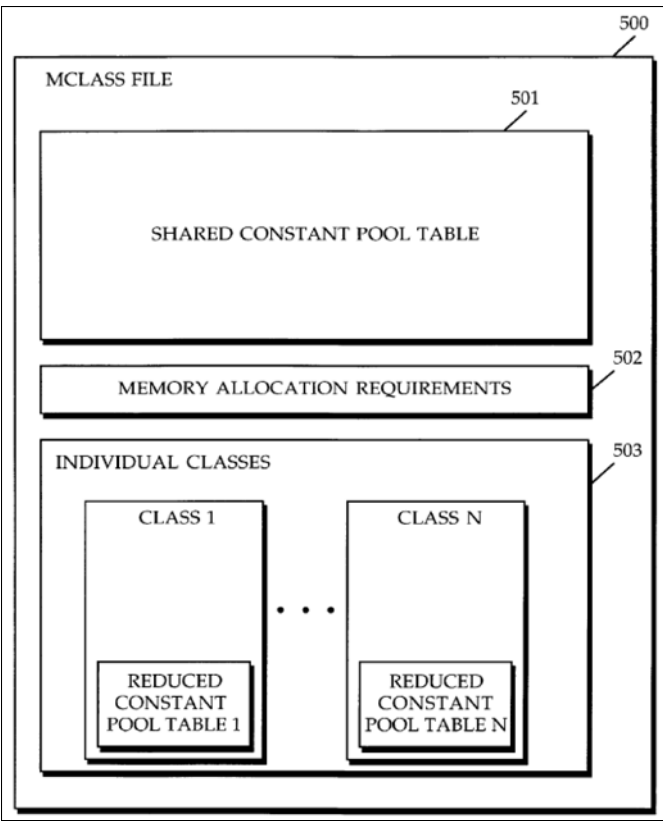 500
MCLASS FILE
501
SHARED CONSTANT POOL TABLE
502
MEMORY ALLOCATION REQUIREMENTS
503
INDIVIDUAL CLASSES
CLASS 1
CLASS N
REDUCED
CONSTANT
POOL TABLE 1
REDUCED
CONSTANT
POOL TABLE N